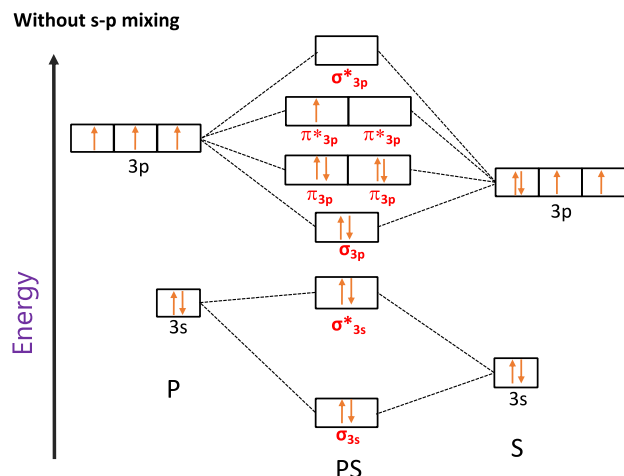 Without s-p mixing
Energy
σ*3p
π*3p π*3p
3p
π3p π3p
3p
σ3p
3s
σ*3s
P
3s
σ3s
S
PS